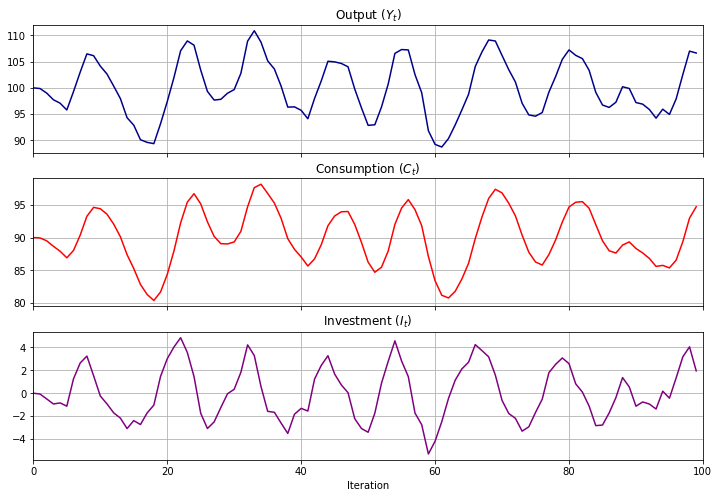 Output (Y_t)
110
105
100
95
90
Consumption (C_t)
95
90
85
80
Investment (I_t)
4
2
0
−2
−4
0 20 40 60 80 100
Iteration